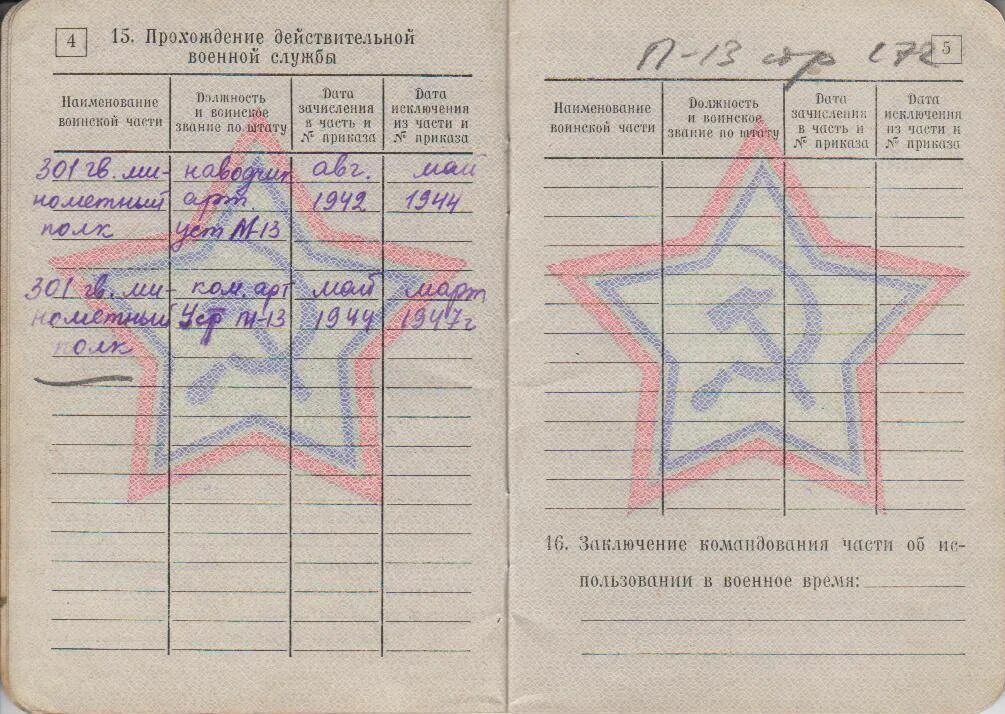 4
15. Прохождение действительной
военной службы
Наименование
воинской части
Должность
и воинское
звание по штату
Дата
зачисления
в часть и
№ приказа
Дата
исключения
из части и
№ приказа
301 гв. ми- наводчик авг. май
нометный арт. 1942 1944
полк уст М-13
301 гв. ми- ком. арт май март
нометный Уст М-13 1944 1947 г
полк
П-13 стр 172
5
Наименование
воинской части
Должность
и воинское
звание по штату
Дата
зачисления
в часть и
№ приказа
Дата
исключения
из части и
№ приказа
16. Заключение командования части об ис-
пользовании в военное время: